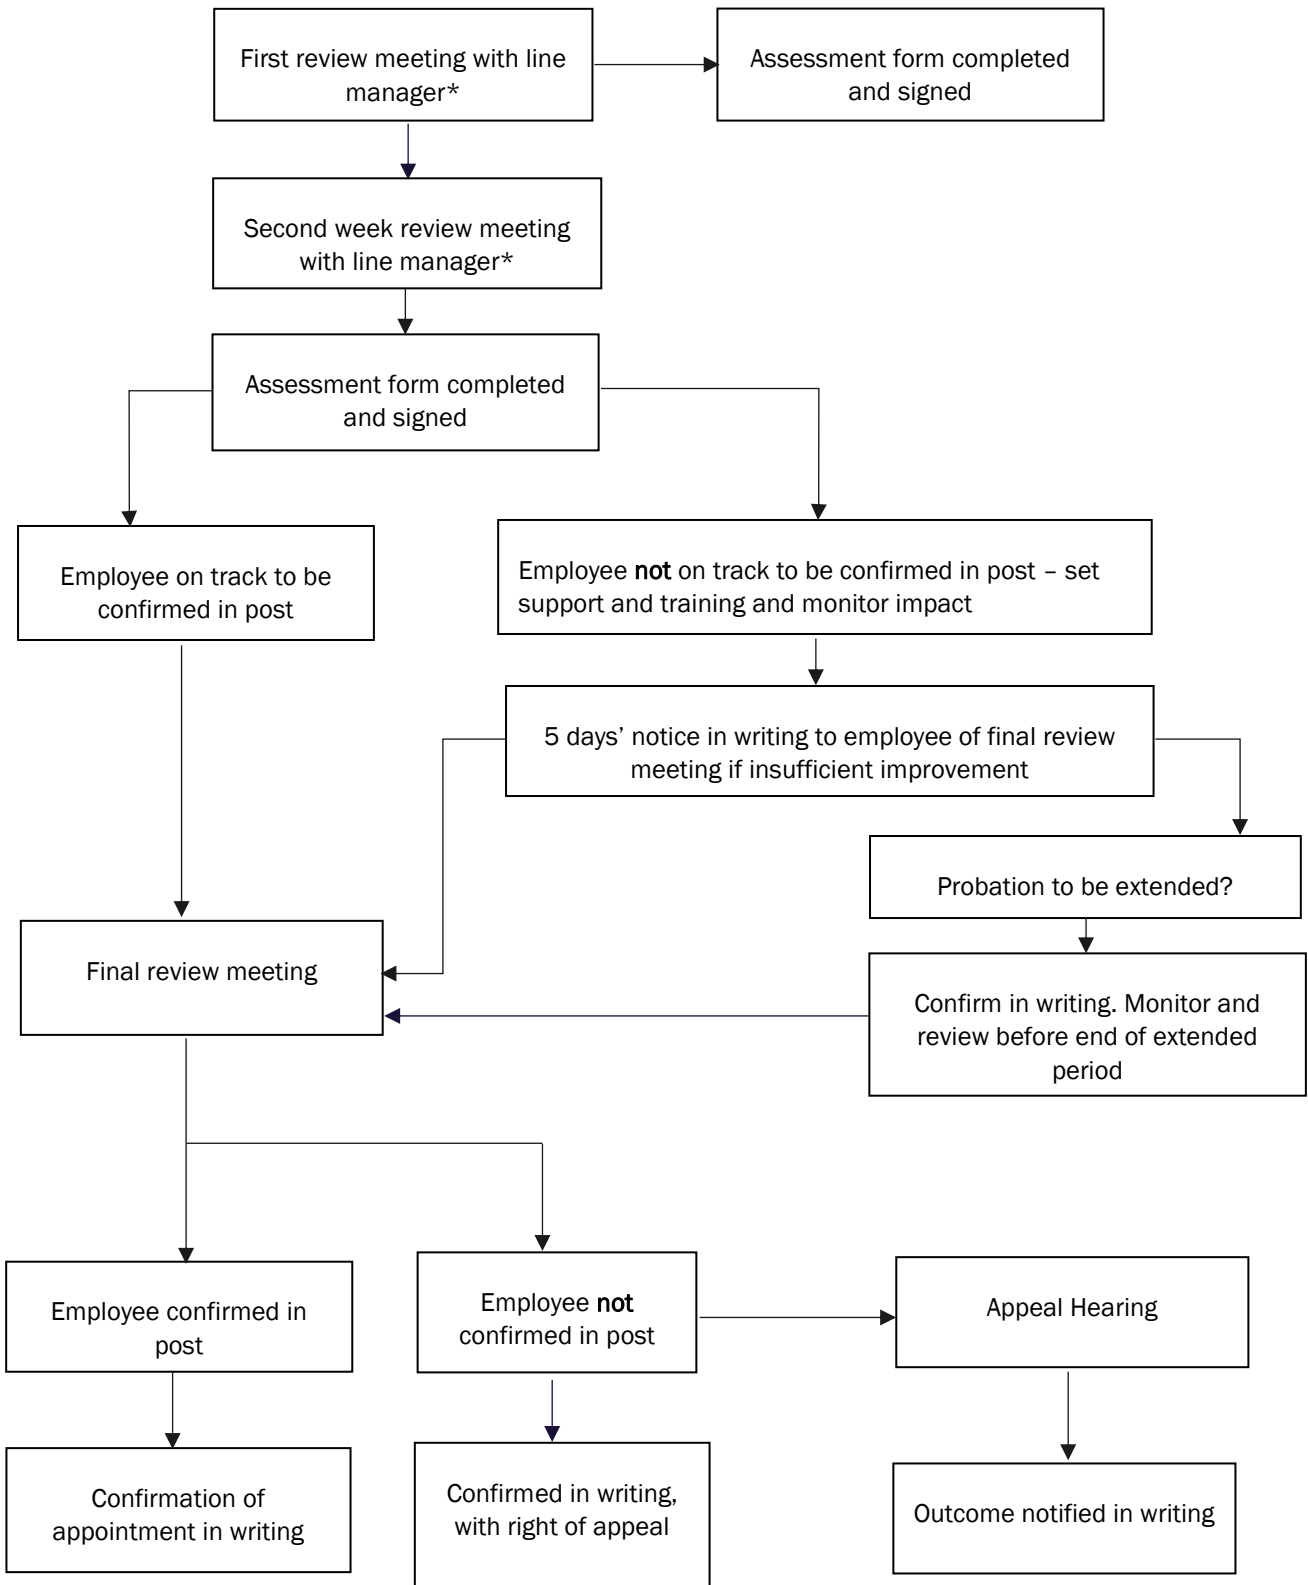 First review meeting with line
manager*
Assessment form completed
and signed
Second week review meeting
with line manager*
Assessment form completed
and signed
Employee on track to be
confirmed in post
Employee not on track to be confirmed in post – set
support and training and monitor impact
5 days’ notice in writing to employee of final review
meeting if insufficient improvement
Probation to be extended?
Final review meeting
Confirm in writing. Monitor and
review before end of extended
period
Employee confirmed in
post
Employee not
confirmed in post
Appeal Hearing
Confirmation of
appointment in writing
Confirmed in writing,
with right of appeal
Outcome notified in writing